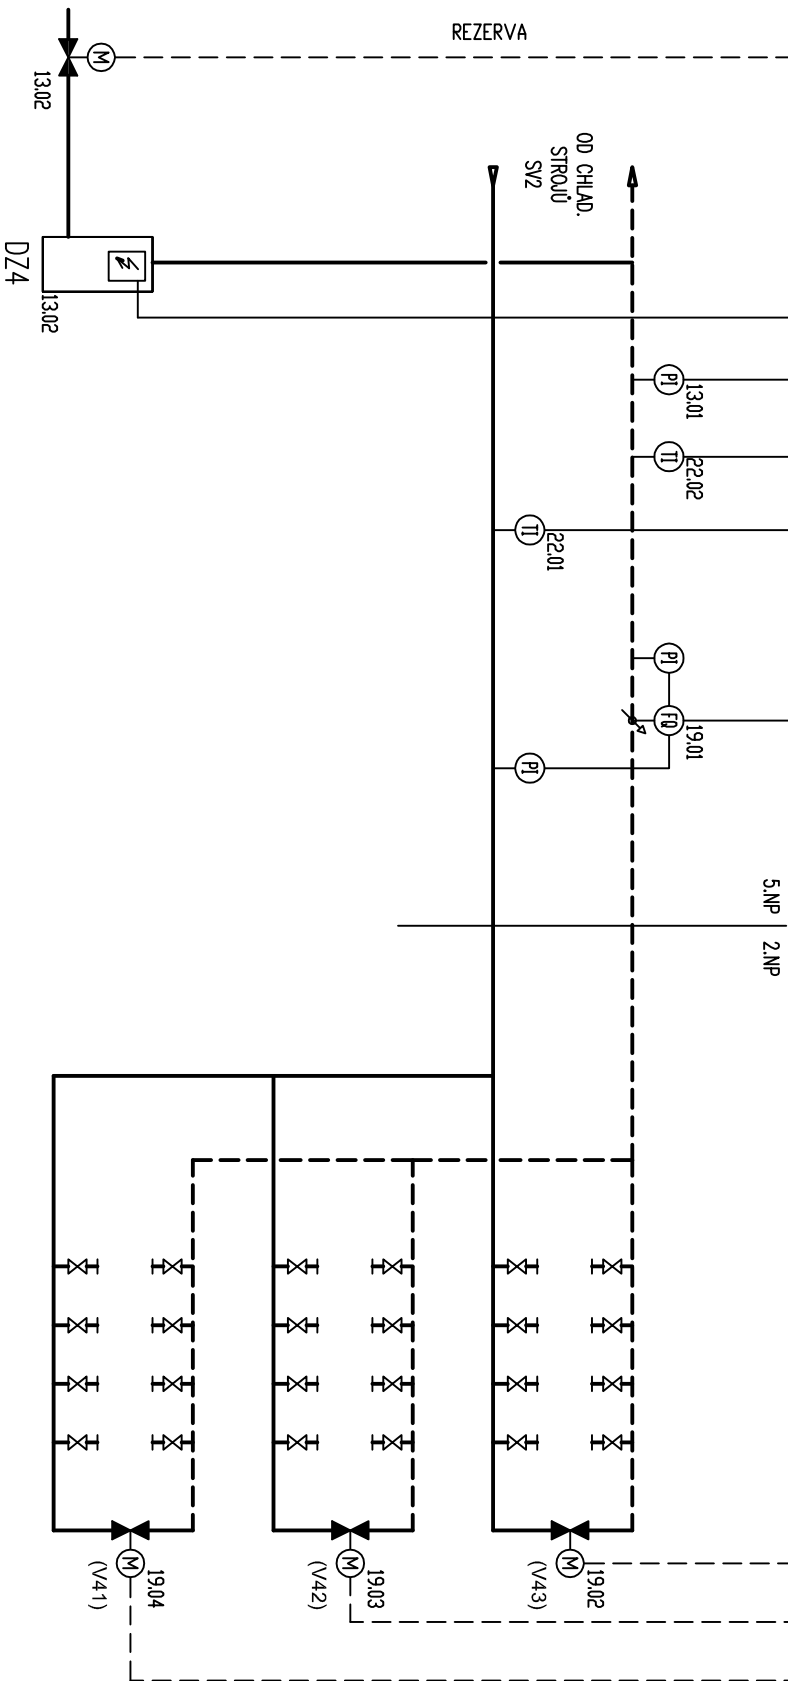 REZERVA
M
13.02
OD CHLAD.
STROJŮ
SV2
DZ4
13.02
PI
13.01
TI
22.02
TI
22.01
PI
FQ
19.01
PI
5.NP
2.NP
M
19.04
(V41)
M
19.03
(V42)
M
19.02
(V43)